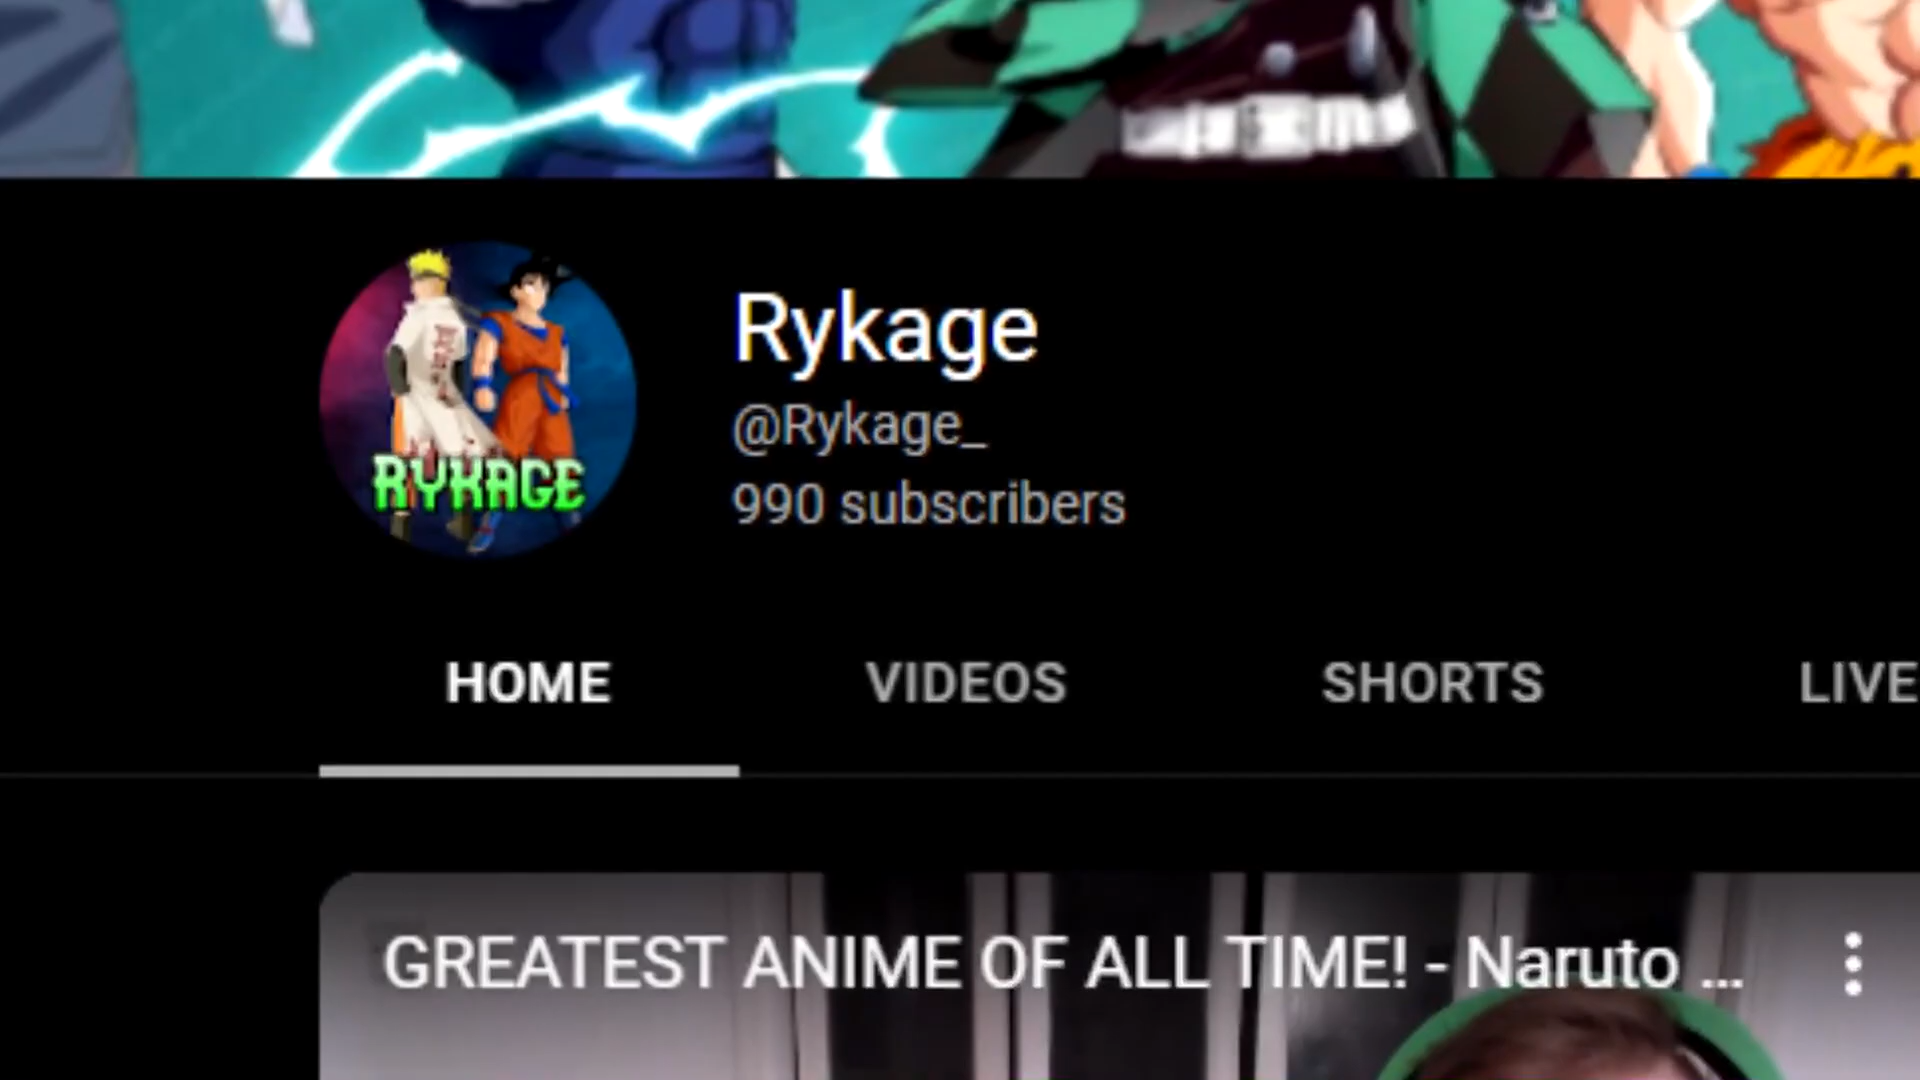 RYKAGE
Rykage
@Rykage_
990 subscribers
HOME VIDEOS SHORTS LIVE
GREATEST ANIME OF ALL TIME! - Naruto ...